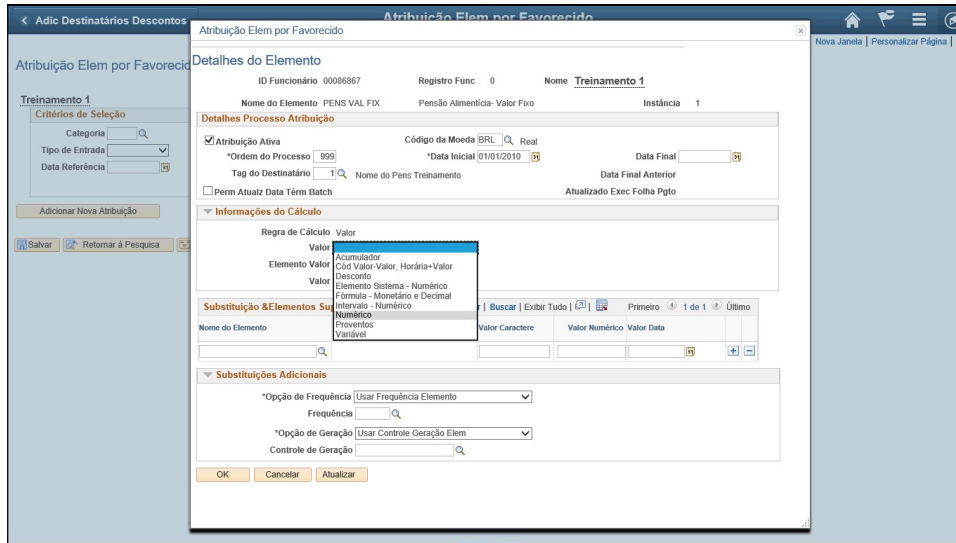 Adic Destinatários Descontos
Atribuição Elem por Favorecido
Nova Janela | Personalizar Página |
Atribuição Elem por Favorecid
Treinamento 1
Critérios de Seleção
Categoria
Tipo de Entrada
Data Referência
Adicionar Nova Atribuição
Salvar
Retornar à Pesquisa
Atribuição Elem por Favorecido
Detalhes do Elemento
ID Funcionário 00086867 Registro Func 0 Nome Treinamento 1
Nome do Elemento PENS VAL FIX Pensão Alimentícia- Valor Fixo Instância 1
Detalhes Processo Atribuição
Atribuição Ativa Código da Moeda BRL Real
*Ordem do Processo 999 *Data Inicial 01/01/2010 Data Final
Tag do Destinatário 1 Nome do Pens Treinamento Data Final Anterior
Perm Atualz Data Térm Batch Atualizado Exec Folha Pgto
Informações do Cálculo
Regra de Cálculo Valor
Valor
Elemento Valor
Valor
Acumulador
Cód Valor-Valor, Horária+Valor
Desconto
Elemento Sistema - Numérico
Fórmula - Monetário e Decimal
Intervalo - Numérico
Numérico
Proventos
Variável
Substituição &Elementos Su
| Buscar | Exibir Tudo | Primeiro 1 de 1 Último
Nome do Elemento Valor Caractere Valor Numérico Valor Data
Substituições Adicionais
*Opção de Frequência Usar Frequência Elemento
Frequência
*Opção de Geração Usar Controle Geração Elem
Controle de Geração
OK Cancelar Atualizar